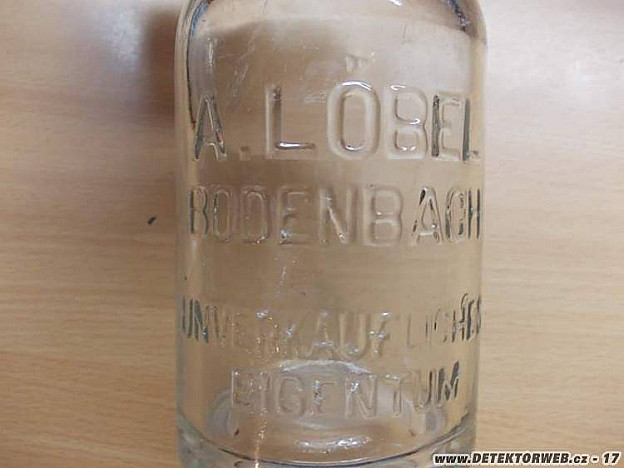 A. LÖBEL
BODENBACH
UNVERKÄUFLICHES
EIGENTUM
www.DETEKTORWEB.cz - 17